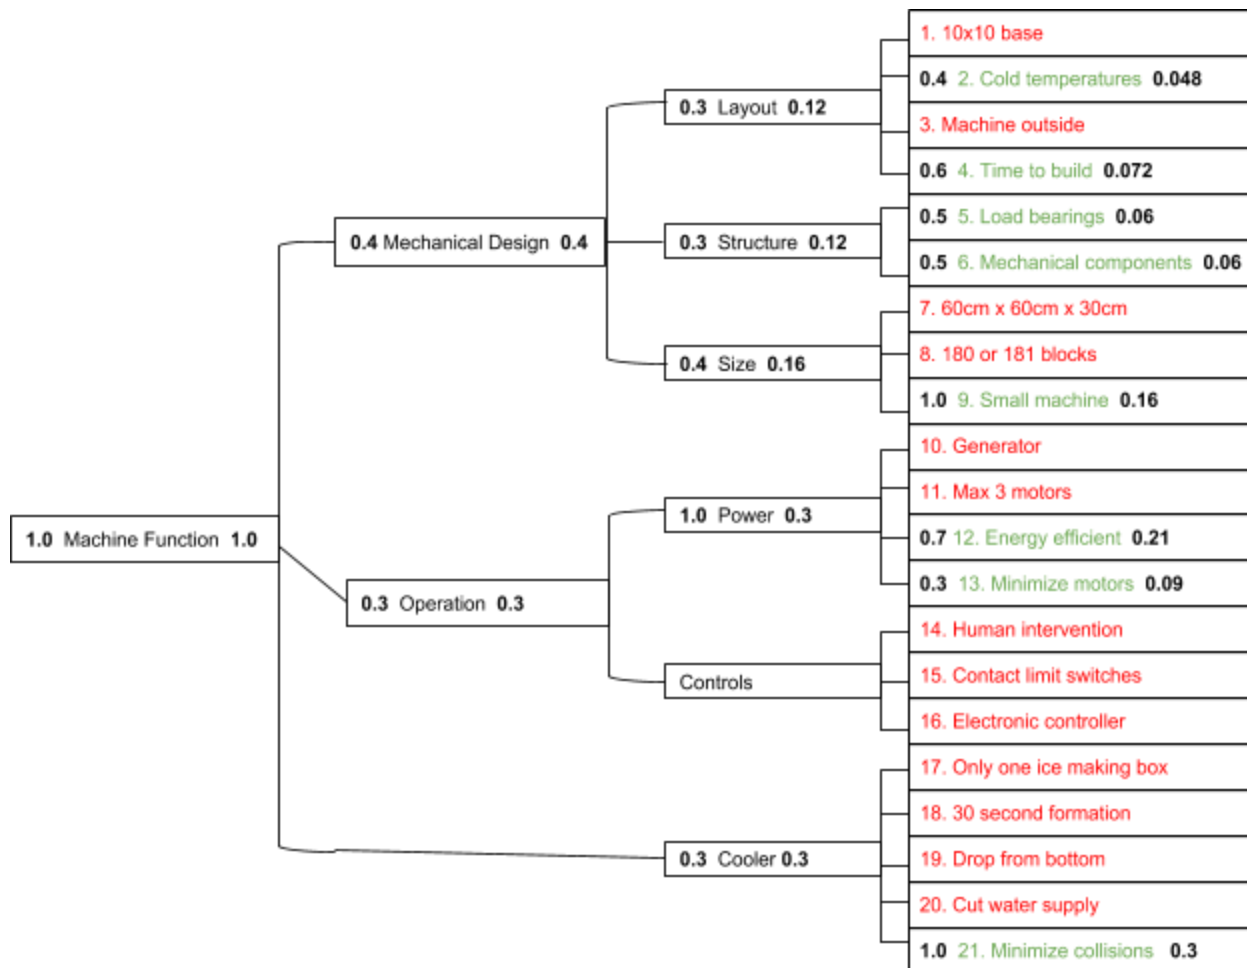 1.0 Machine Function 1.0
0.4 Mechanical Design 0.4
0.3 Operation 0.3
0.3 Layout 0.12
0.3 Structure 0.12
0.4 Size 0.16
1.0 Power 0.3
Controls
0.3 Cooler 0.3
1. 10x10 base
0.4 2. Cold temperatures 0.048
3. Machine outside
0.6 4. Time to build 0.072
0.5 5. Load bearings 0.06
0.5 6. Mechanical components 0.06
7. 60cm x 60cm x 30cm
8. 180 or 181 blocks
1.0 9. Small machine 0.16
10. Generator
11. Max 3 motors
0.7 12. Energy efficient 0.21
0.3 13. Minimize motors 0.09
14. Human intervention
15. Contact limit switches
16. Electronic controller
17. Only one ice making box
18. 30 second formation
19. Drop from bottom
20. Cut water supply
1.0 21. Minimize collisions 0.3